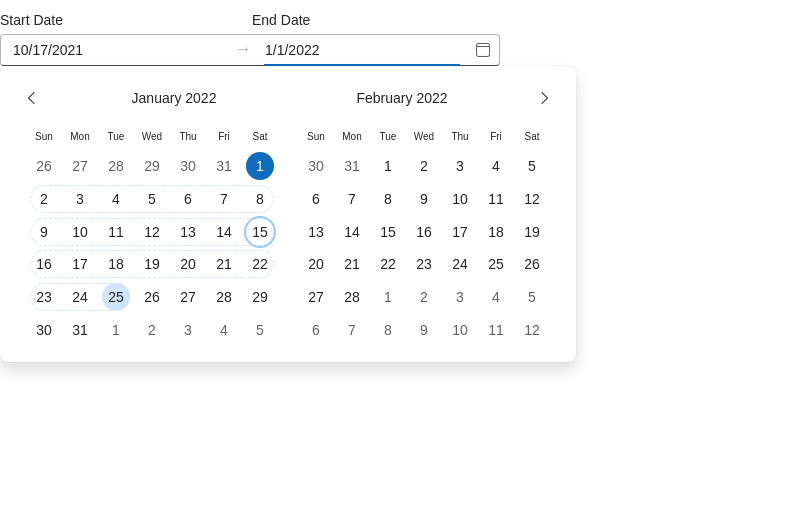 Start Date End Date
10/17/2021 → 1/1/2022
January 2022 February 2022
Sun Mon Tue Wed Thu Fri Sat Sun Mon Tue Wed Thu Fri Sat
26 27 28 29 30 31 1 30 31 1 2 3 4 5
2 3 4 5 6 7 8 6 7 8 9 10 11 12
9 10 11 12 13 14 15 13 14 15 16 17 18 19
16 17 18 19 20 21 22 20 21 22 23 24 25 26
23 24 25 26 27 28 29 27 28 1 2 3 4 5
30 31 1 2 3 4 5 6 7 8 9 10 11 12